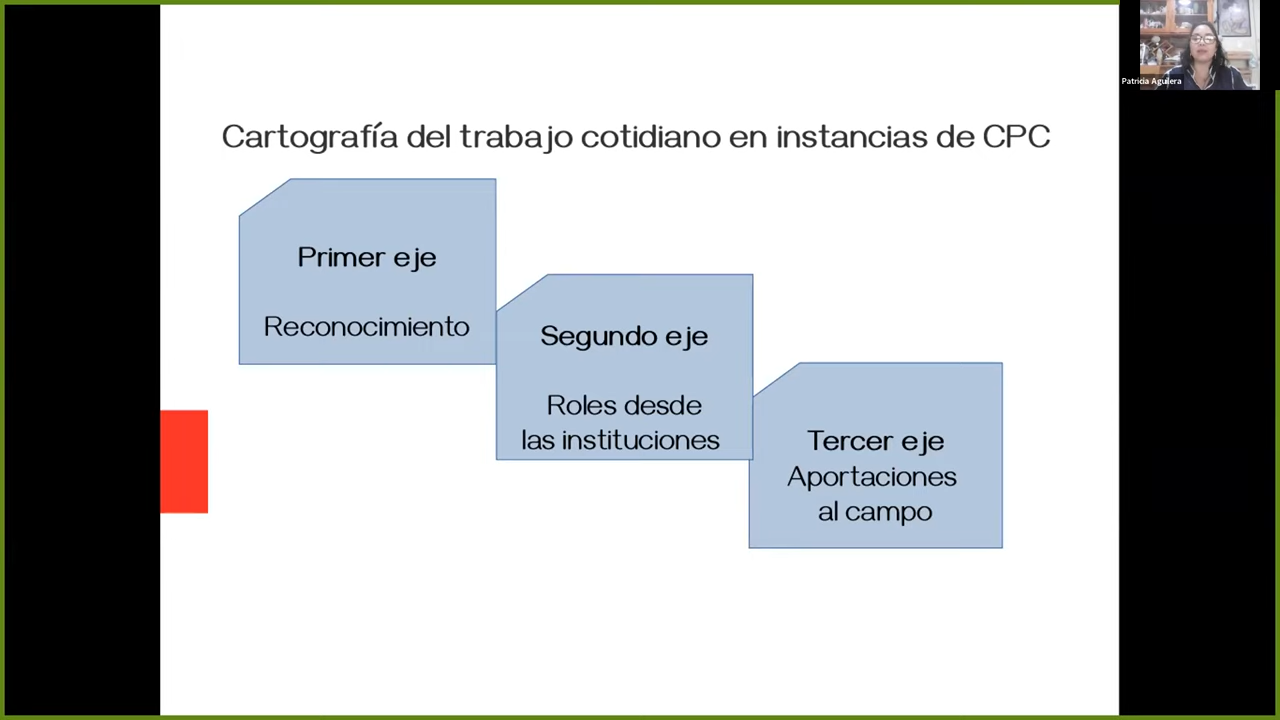 Cartografía del trabajo cotidiano en instancias de CPC
Primer eje
Reconocimiento
Segundo eje
Roles desde
las instituciones
Tercer eje
Aportaciones
al campo
Patricia Aguilera